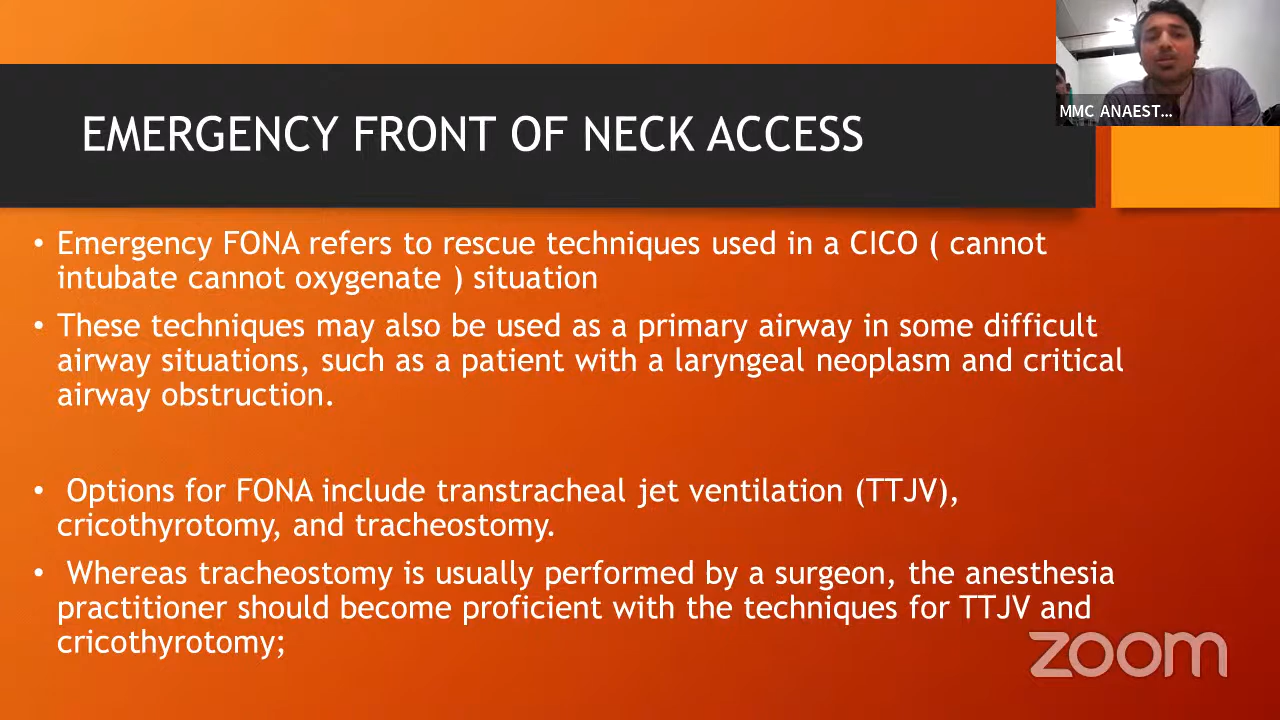 MMC ANAEST...
EMERGENCY FRONT OF NECK ACCESS
• Emergency FONA refers to rescue techniques used in a CICO ( cannot
intubate cannot oxygenate ) situation
• These techniques may also be used as a primary airway in some difficult
airway situations, such as a patient with a laryngeal neoplasm and critical
airway obstruction.
• Options for FONA include transtracheal jet ventilation (TTJV),
cricothyrotomy, and tracheostomy.
• Whereas tracheostomy is usually performed by a surgeon, the anesthesia
practitioner should become proficient with the techniques for TTJV and
cricothyrotomy;
zoom